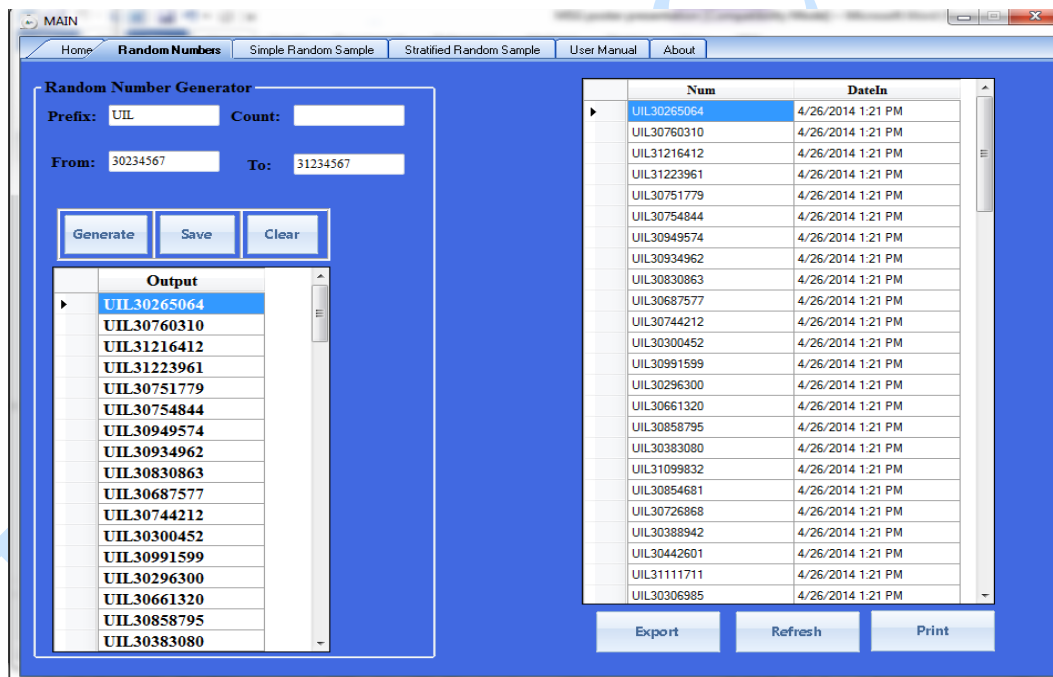 MAIN
Home Random Numbers Simple Random Sample Stratified Random Sample User Manual About
Random Number Generator
Prefix: UIL Count:
From: 30234567 To: 31234567
Generate Save Clear
Output
UIL30265064
UIL30760310
UIL31216412
UIL31223961
UIL30751779
UIL30754844
UIL30949574
UIL30934962
UIL30830863
UIL30687577
UIL30744212
UIL30300452
UIL30991599
UIL30296300
UIL30661320
UIL30858795
UIL30383080
Num DateIn
UIL30265064 4/26/2014 1:21 PM
UIL30760310 4/26/2014 1:21 PM
UIL31216412 4/26/2014 1:21 PM
UIL31223961 4/26/2014 1:21 PM
UIL30751779 4/26/2014 1:21 PM
UIL30754844 4/26/2014 1:21 PM
UIL30949574 4/26/2014 1:21 PM
UIL30934962 4/26/2014 1:21 PM
UIL30830863 4/26/2014 1:21 PM
UIL30687577 4/26/2014 1:21 PM
UIL30744212 4/26/2014 1:21 PM
UIL30300452 4/26/2014 1:21 PM
UIL30991599 4/26/2014 1:21 PM
UIL30296300 4/26/2014 1:21 PM
UIL30661320 4/26/2014 1:21 PM
UIL30858795 4/26/2014 1:21 PM
UIL30383080 4/26/2014 1:21 PM
UIL31099832 4/26/2014 1:21 PM
UIL30854681 4/26/2014 1:21 PM
UIL30726868 4/26/2014 1:21 PM
UIL30388942 4/26/2014 1:21 PM
UIL30442601 4/26/2014 1:21 PM
UIL31111711 4/26/2014 1:21 PM
UIL30306985 4/26/2014 1:21 PM
Export Refresh Print